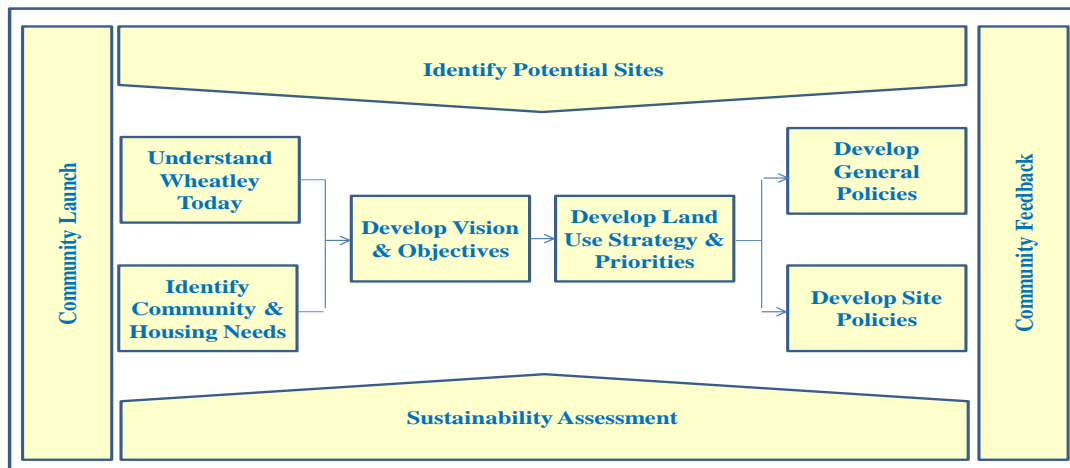 Community Launch
Identify Potential Sites
Understand
Wheatley
Today
Identify
Community &
Housing Needs
Develop Vision
& Objectives
Develop Land
Use Strategy &
Priorities
Develop
General
Policies
Develop Site
Policies
Sustainability Assessment
Community Feedback